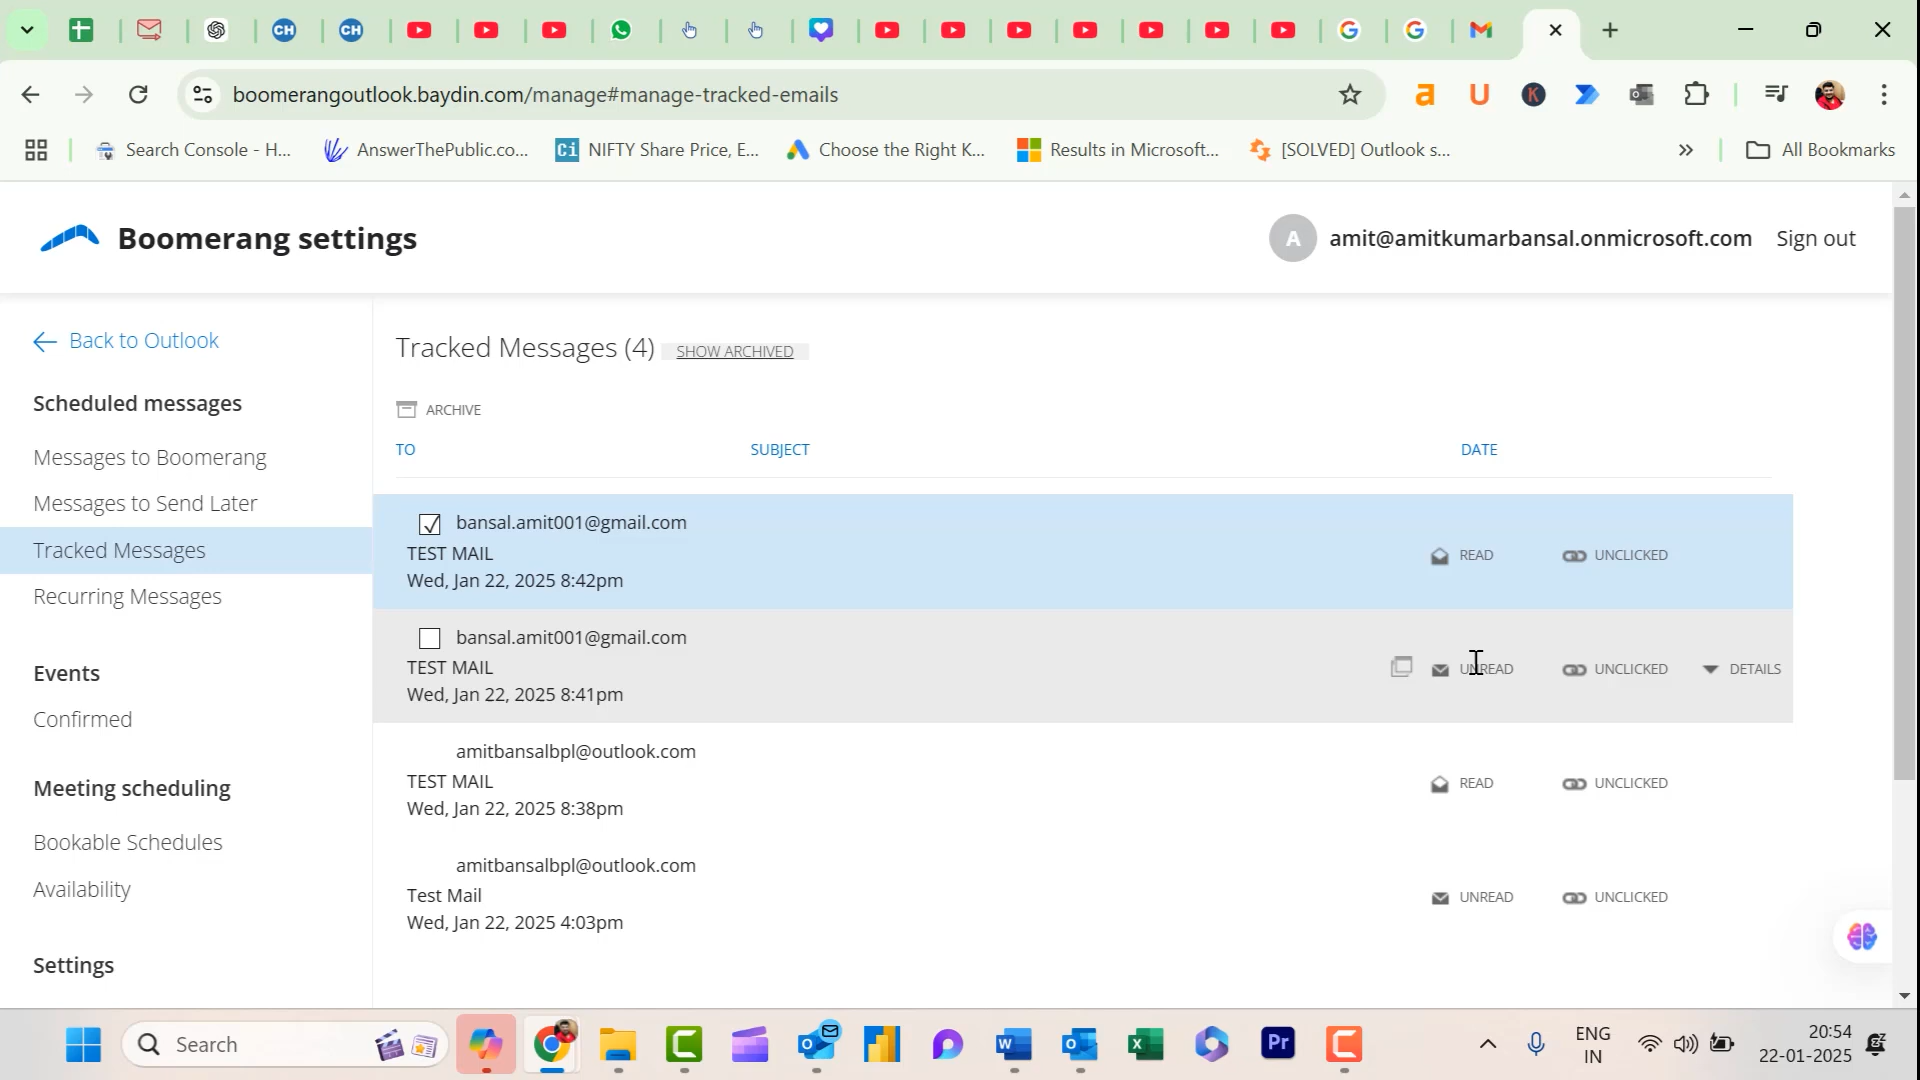 CH
CH
boomerangoutlook.baydin.com/manage#manage-tracked-emails
Search Console - H...
AnswerThePublic.co...
Ci NIFTY Share Price, E...
Choose the Right K...
Results in Microsoft...
[SOLVED] Outlook s...
All Bookmarks
Boomerang settings
A amit@amitkumarbansal.onmicrosoft.com Sign out
Back to Outlook
Scheduled messages
Messages to Boomerang
Messages to Send Later
Tracked Messages
Recurring Messages
Events
Confirmed
Meeting scheduling
Bookable Schedules
Availability
Settings
Tracked Messages (4) SHOW ARCHIVED
ARCHIVE
TO SUBJECT DATE
bansal.amit001@gmail.com
TEST MAIL READ UNCLICKED
Wed, Jan 22, 2025 8:42pm
bansal.amit001@gmail.com
TEST MAIL UNREAD UNCLICKED DETAILS
Wed, Jan 22, 2025 8:41pm
amitbansalbpl@outlook.com
TEST MAIL READ UNCLICKED
Wed, Jan 22, 2025 8:38pm
amitbansalbpl@outlook.com
Test Mail UNREAD UNCLICKED
Wed, Jan 22, 2025 4:03pm
Search
Pr
ENG
IN
20:54
22-01-2025